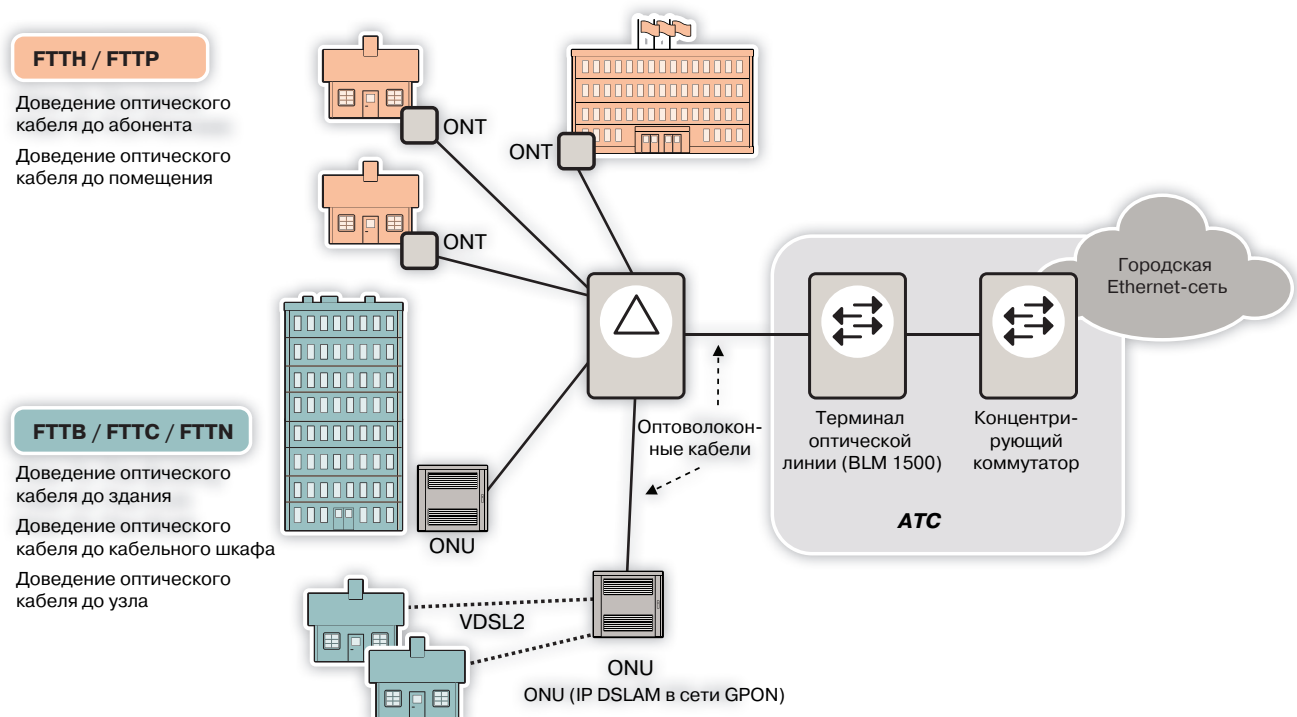 FTTH / FTTP
Доведение оптического
кабеля до абонента
Доведение оптического
кабеля до помещения
ONT
ONT
ONT
Городская
Ethernet-сеть
FTTB / FTTC / FTTN
Доведение оптического
кабеля до здания
Доведение оптического
кабеля до кабельного шкафа
Доведение оптического
кабеля до узла
Оптоволокон-
ные кабели
Терминал
оптической
линии (BLM 1500)
Концентри-
рующий
коммутатор
АТС
ONU
VDSL2
ONU
ONU (IP DSLAM в сети GPON)